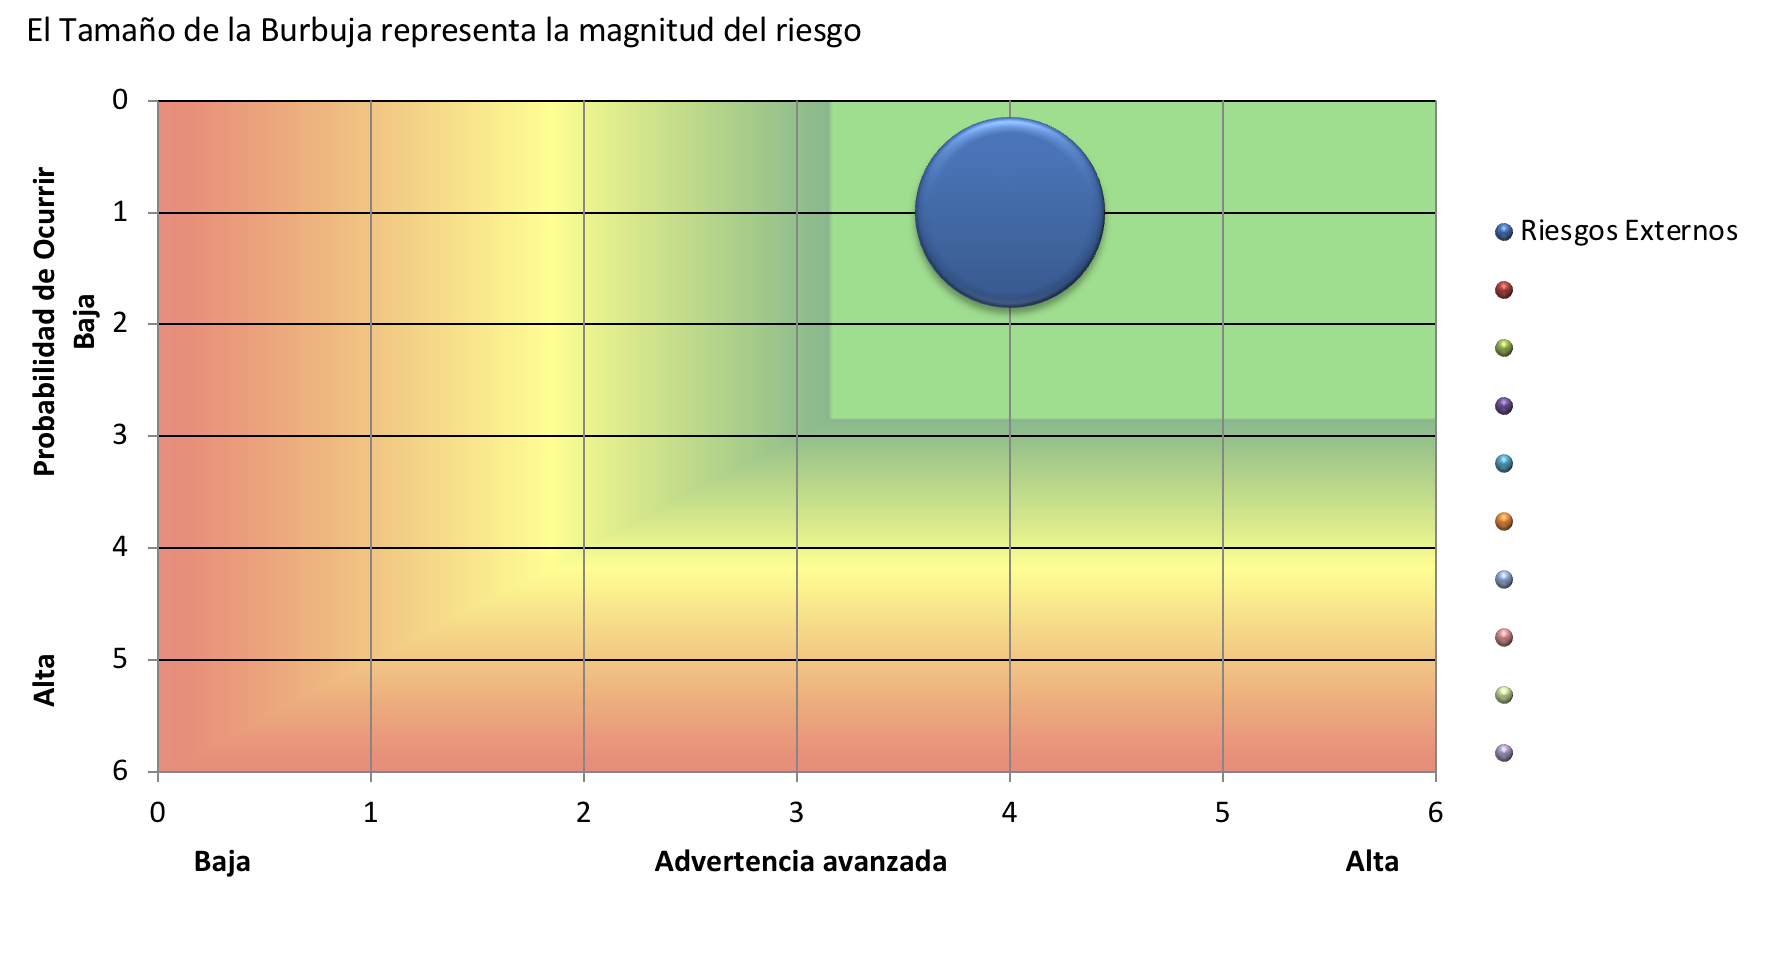 El Tamaño de la Burbuja representa la magnitud del riesgo
0
1
2
3
4
5
6
Probabilidad de Ocurrir
Baja
Alta
0 1 2 3 4 5 6
Baja Advertencia avanzada Alta
Riesgos Externos